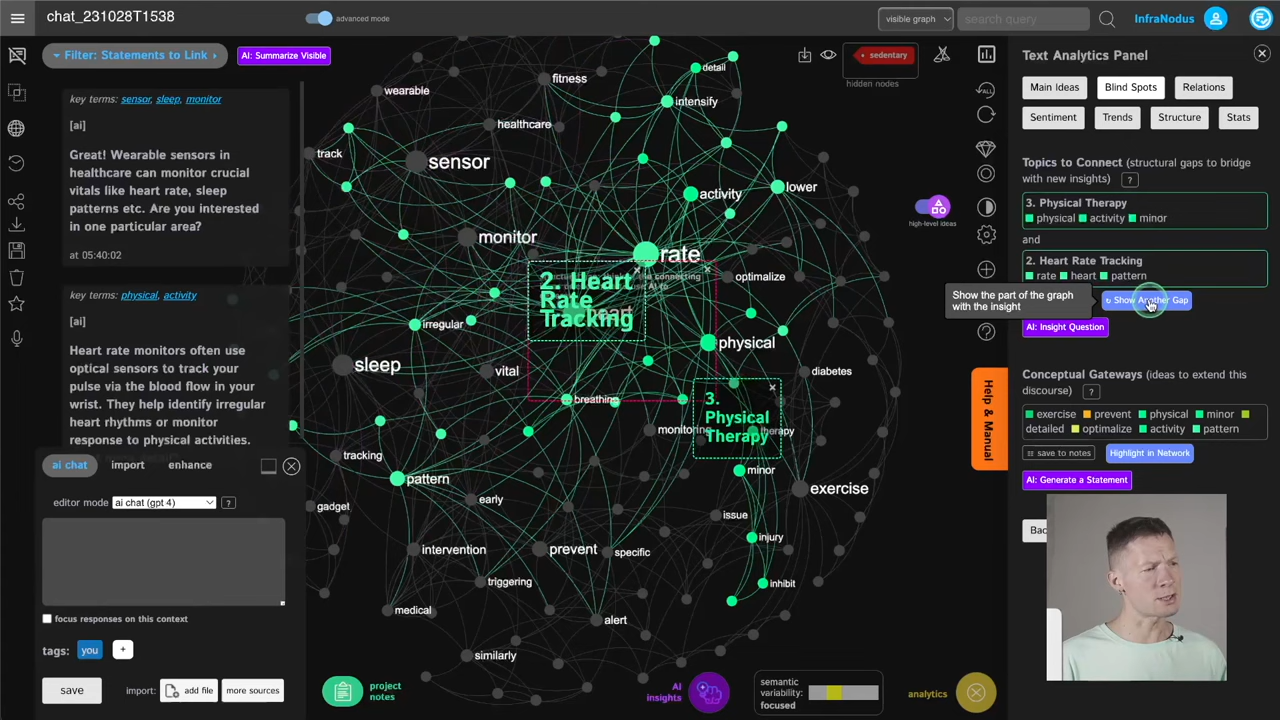 chat_231028T1538
advanced mode
visible graph
search query
InfraNodus
Filter: Statements to Link
AI: Summarize Visible
key terms: sensor, sleep, monitor
[ai]
Great! Wearable sensors in
healthcare can monitor crucial
vitals like heart rate, sleep
patterns etc. Are you interested
in one particular area?
at 05:40:02
key terms: physical, activity
[ai]
Heart rate monitors often use
optical sensors to track your
pulse via the blood flow in your
wrist. They help identify irregular
heart rhythms or monitor
response to physical activities.
ai chat
import
enhance
editor mode
ai chat (gpt 4)
?
focus responses on this context
tags:
you
+
save
import:
add file
more sources
sedentary
hidden nodes
detail
fitness
wearable
intensify
healthcare
track
sensor
activity
lower
high-level ideas
monitor
rate
optimalize
2. Heart
Rate
Tracking
heart
irregular
physical
sleep
vital
diabetes
breathing
3.
Physical
Therapy
monitoring
therapy
tracking
minor
pattern
exercise
early
gadget
issue
injury
intervention
prevent
specific
triggering
inhibit
medical
alert
similarly
project
notes
AI
insights
semantic
variability:
focused
analytics
Help & Manual
Text Analytics Panel
Main Ideas
Blind Spots
Relations
Sentiment
Trends
Structure
Stats
Topics to Connect (structural gaps to bridge
with new insights) ?
3. Physical Therapy
physical activity minor
and
2. Heart Rate Tracking
rate heart pattern
Show the part of the graph
with the insight
Show Another Gap
AI: Insight Question
?
Conceptual Gateways (ideas to extend this
discourse) ?
exercise prevent physical minor
detailed optimalize activity pattern
save to notes
Highlight in Network
AI: Generate a Statement